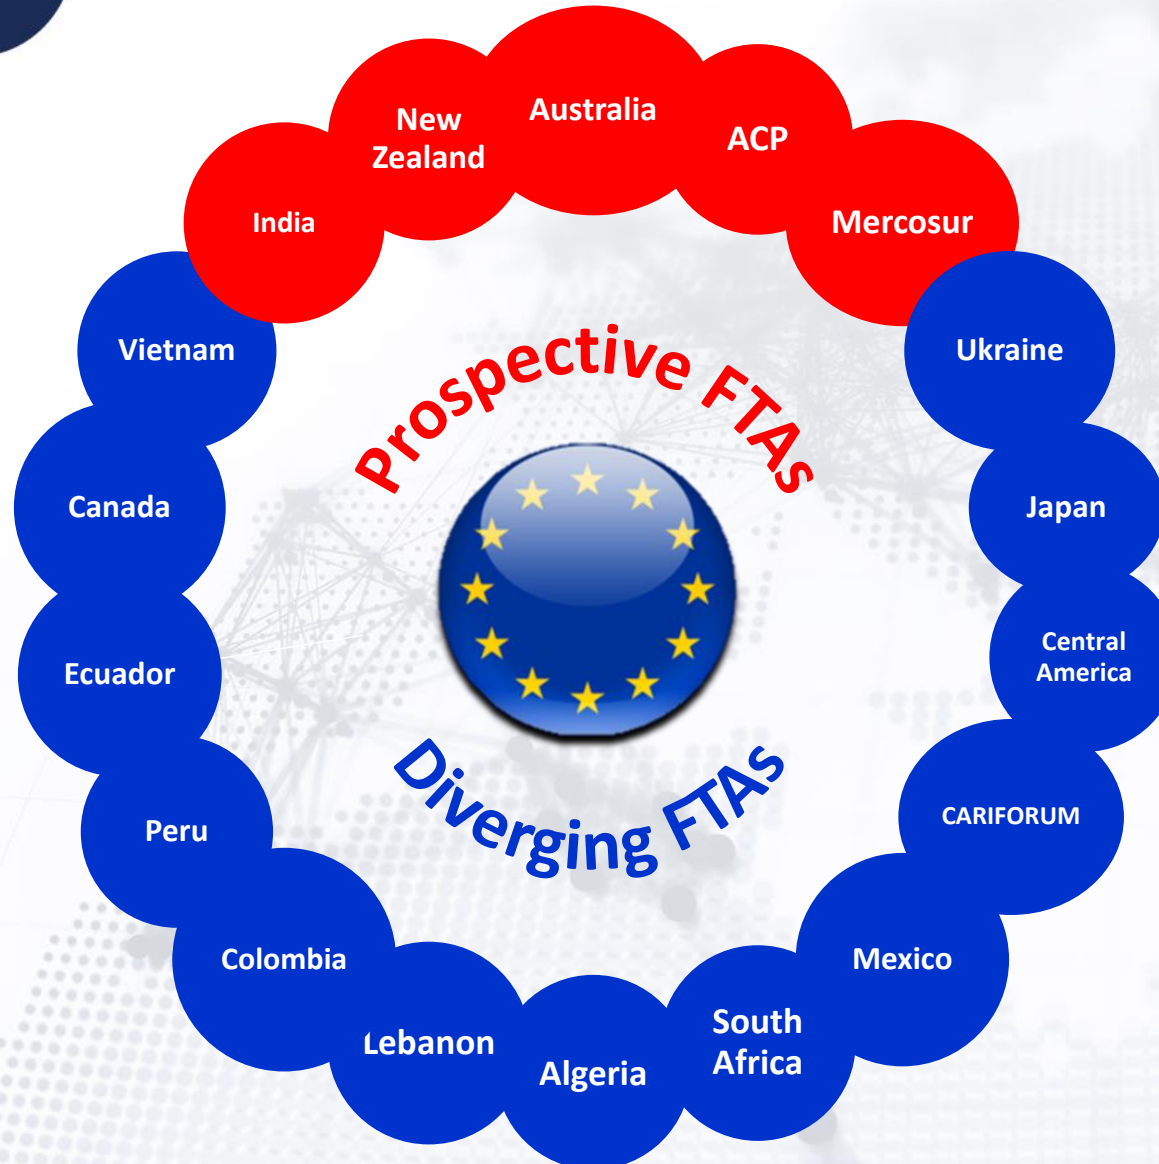 New
Zealand
Australia
ACP
India
Mercosur
Vietnam
Ukraine
Prospective FTAs
Canada
Japan
Ecuador
Central
America
Diverging FTAs
Peru
CARIFORUM
Colombia
Mexico
Lebanon
Algeria
South
Africa